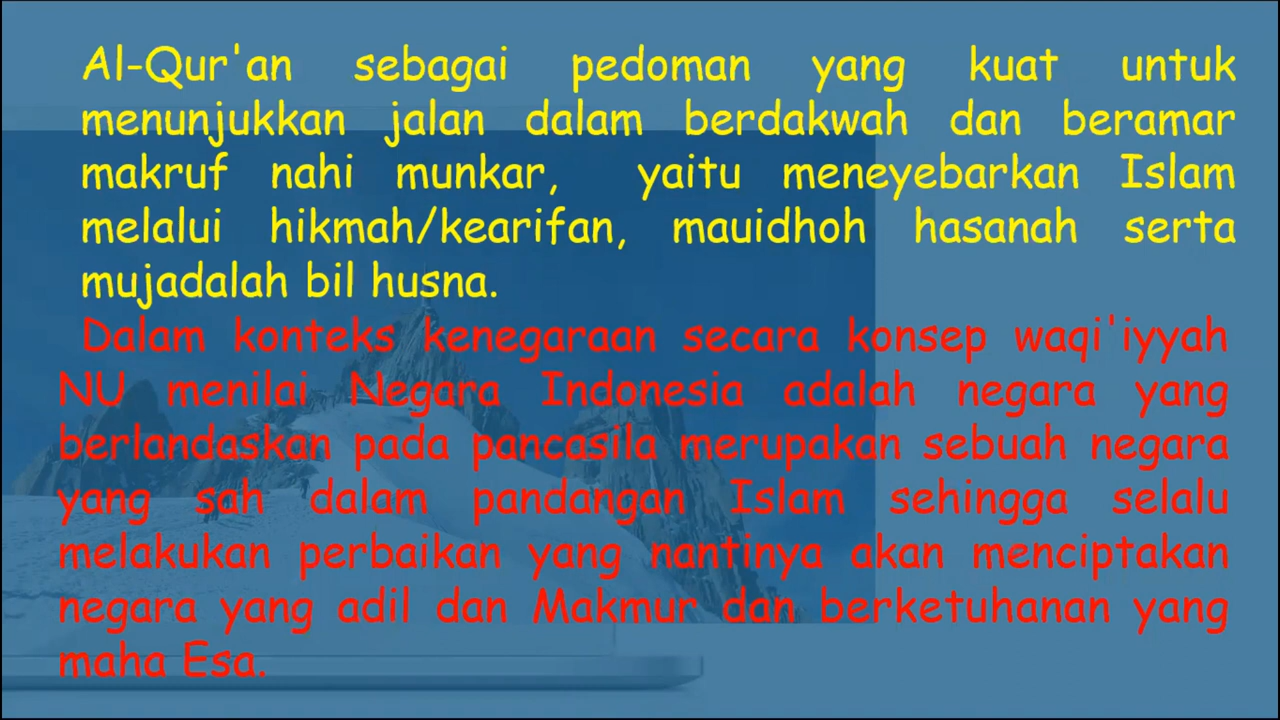 Al-Qur'an sebagai pedoman yang kuat untuk
menunjukkan jalan dalam berdakwah dan beramar
makruf nahi munkar, yaitu meneyebarkan Islam
melalui hikmah/kearifan, mauidhoh hasanah serta
mujadalah bil husna.
Dalam konteks kenegaraan secara konsep waqi'iyyah
NU menilai Negara Indonesia adalah negara yang
berlandaskan pada pancasila merupakan sebuah negara
yang sah dalam pandangan Islam sehingga selalu
melakukan perbaikan yang nantinya akan menciptakan
negara yang adil dan Makmur dan berketuhanan yang
maha Esa.